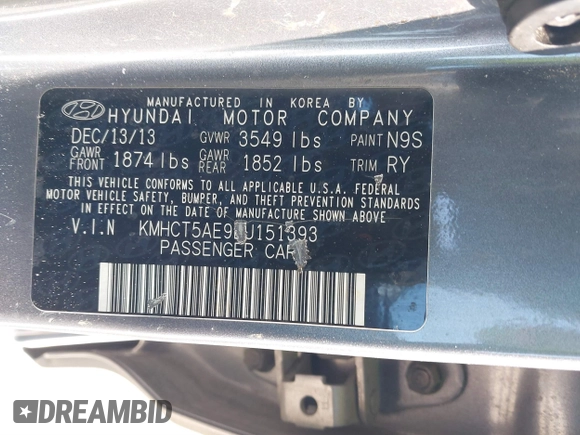 MANUFACTURED IN KOREA BY
HYUNDAI MOTOR COMPANY
DEC/13/13 GVWR 3549 lbs PAINT N9S
GAWR FRONT 1874 lbs GAWR REAR 1852 lbs TRIM RY
THIS VEHICLE CONFORMS TO ALL APPLICABLE U.S.A. FEDERAL
MOTOR VEHICLE SAFETY, BUMPER, AND THEFT PREVENTION STANDARDS
IN EFFECT ON THE DATE OF MANUFACTURE SHOWN ABOVE
V.I.N
PASSENGER CAR
DREAMBID